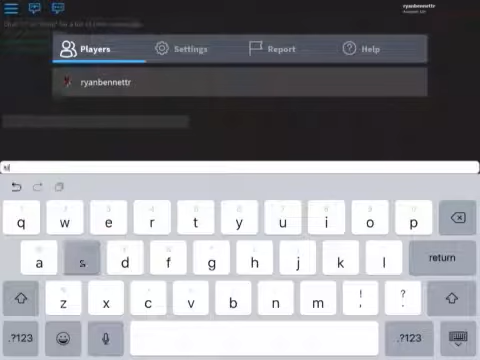 ryanbennettr
Players Settings Report Help
ryanbennettr
q w e r t y u i o p
a s d f g h j k l return
z x c v b n m ! , ? .
.?123 .?123